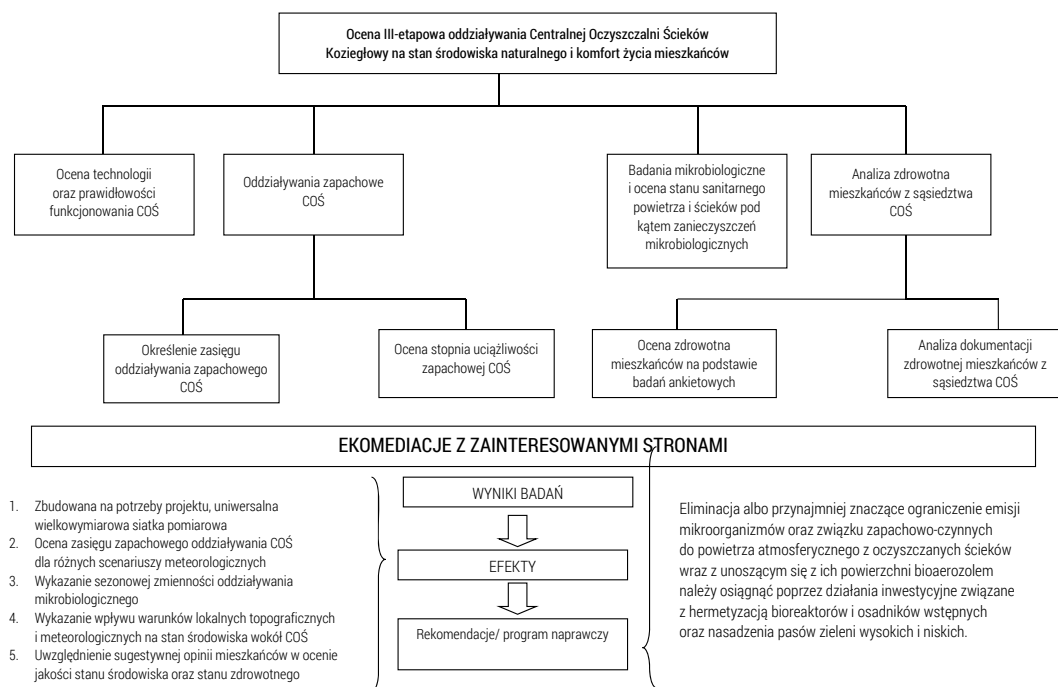 Ocena III-etapowa oddziaływania Centralnej Oczyszczalni Ścieków
Koziegłowy na stan środowiska naturalnego i komfort życia mieszkańców
Ocena technologii
oraz prawidłowości
funkcjonowania COŚ
Oddziaływania zapachowe
COŚ
Badania mikrobiologiczne
i ocena stanu sanitarnego
powietrza i ścieków pod
kątem zanieczyszczeń
mikrobiologicznych
Analiza zdrowotna
mieszkańców z sąsiedztwa
COŚ
Określenie zasięgu
oddziaływania zapachowego
COŚ
Ocena stopnia uciążliwości
zapachowej COŚ
Ocena zdrowotna
mieszkańców na podstawie
badań ankietowych
Analiza dokumentacji
zdrowotnej mieszkańców z
sąsiedztwa COŚ
EKOMEDIACJE Z ZAINTERESOWANYMI STRONAMI
1. Zbudowana na potrzeby projektu, uniwersalna
wielkowymiarowa siatka pomiarowa
2. Ocena zasięgu zapachowego oddziaływania COŚ
dla różnych scenariuszy meteorologicznych
3. Wykazanie sezonowej zmienności oddziaływania
mikrobiologicznego
4. Wykazanie wpływu warunków lokalnych topograficznych
i meteorologicznych na stan środowiska wokół COŚ
5. Uwzględnienie sugestywnej opinii mieszkańców w ocenie
jakości stanu środowiska oraz stanu zdrowotnego
WYNIKI BADAŃ
EFEKTY
Rekomendacje/ program naprawczy
Eliminacja albo przynajmniej znaczące ograniczenie emisji
mikroorganizmów oraz związku zapachowo-czynnych
do powietrza atmosferycznego z oczyszczanych ścieków
wraz z unoszącym się z ich powierzchni bioaerozolem
należy osiągnąć poprzez działania inwestycyjne związane
z hermetyzacją bioreaktorów i osadników wstępnych
oraz nasadzenia pasów zieleni wysokich i niskich.